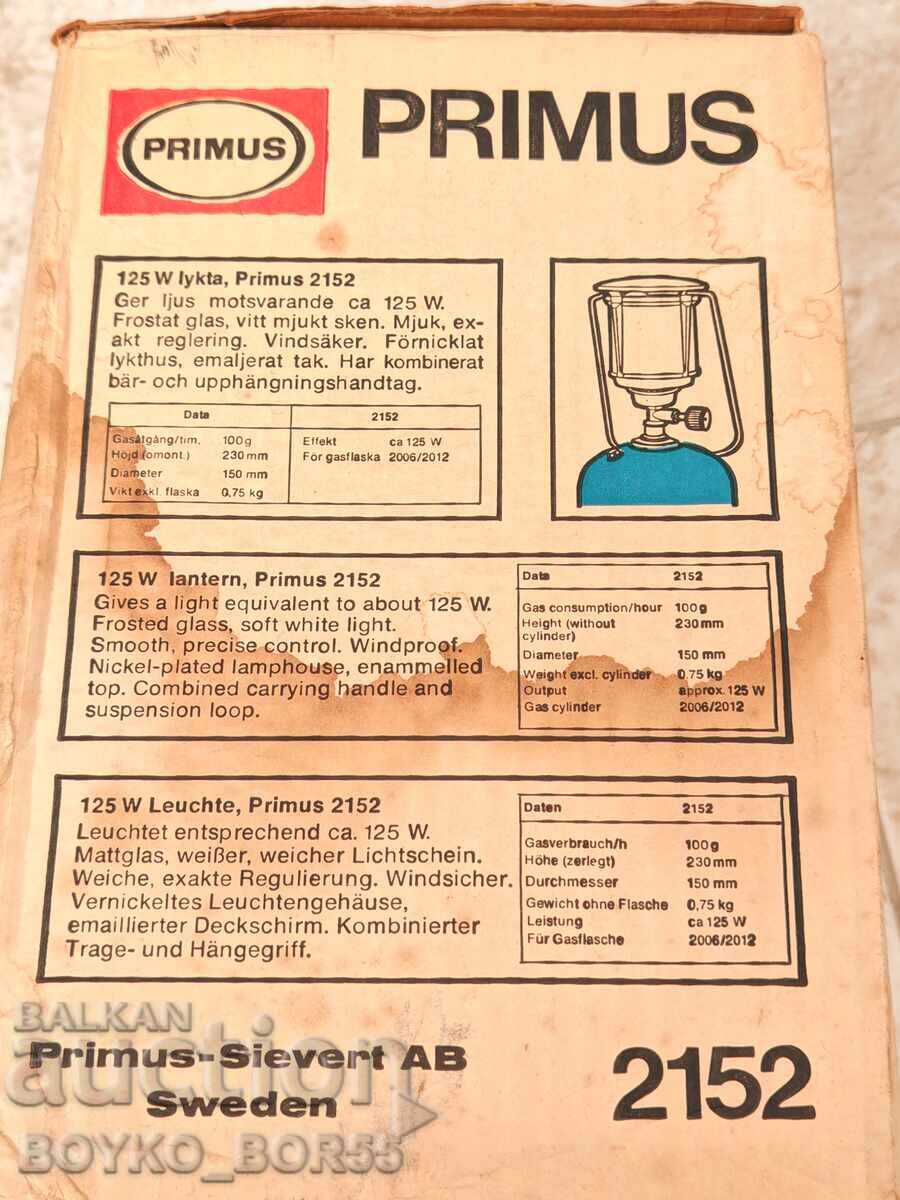 PRIMUS
PRIMUS
125 W lykta, Primus 2152
Ger ljus motsvarande ca 125 W.
Frostat glas, vitt mjukt sken. Mjuk, ex-
akt reglering. Vindsäker. Förnicklat
lykthus, emaljerat tak. Har kombinerat
bär- och upphängningshandtag.
Data 2152
Gasåtgång/tim. 100 g
Höjd (omont.) 230 mm
Diameter 150 mm
Vikt exkl. flaska 0,75 kg
Effekt ca 125 W
För gasflaska 2006/2012
125 W lantern, Primus 2152
Gives a light equivalent to about 125 W.
Frosted glass, soft white light.
Smooth, precise control. Windproof.
Nickel-plated lamphouse, enammelled
top. Combined carrying handle and
suspension loop.
Data 2152
Gas consumption/hour 100 g
Height (without
cylinder) 230 mm
Diameter 150 mm
Weight excl. cylinder 0.75 kg
Output approx. 125 W
Gas cylinder 2006/2012
125 W Leuchte, Primus 2152
Leuchtet entsprechend ca. 125 W.
Mattglas, weißer, weicher Lichtschein.
Weiche, exakte Regulierung. Windsicher.
Vernickeltes Leuchtengehäuse,
emaillierter Deckschirm. Kombinierter
Trage- und Hängegriff.
Daten 2152
Gasverbrauch/h 100 g
Höhe (zerlegt) 230 mm
Durchmesser 150 mm
Gewicht ohne Flasche 0,75 kg
Leistung ca 125 W
Für Gasflasche 2006/2012
Primus-Sievert AB
Sweden
2152
BALKAN
auction
BOYKO_BOR55